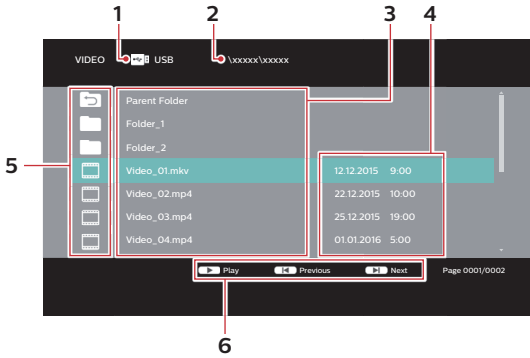 1 2 3 4
VIDEO USB \xxxxx\xxxxx
Parent Folder
Folder_1
Folder_2
Video_01.mkv 12.12.2015 9:00
Video_02.mp4 22.12.2015 10:00
Video_03.mp4 25.12.2015 19:00
Video_04.mp4 01.01.2016 5:00
5
Play Previous Next Page 0001/0002
6